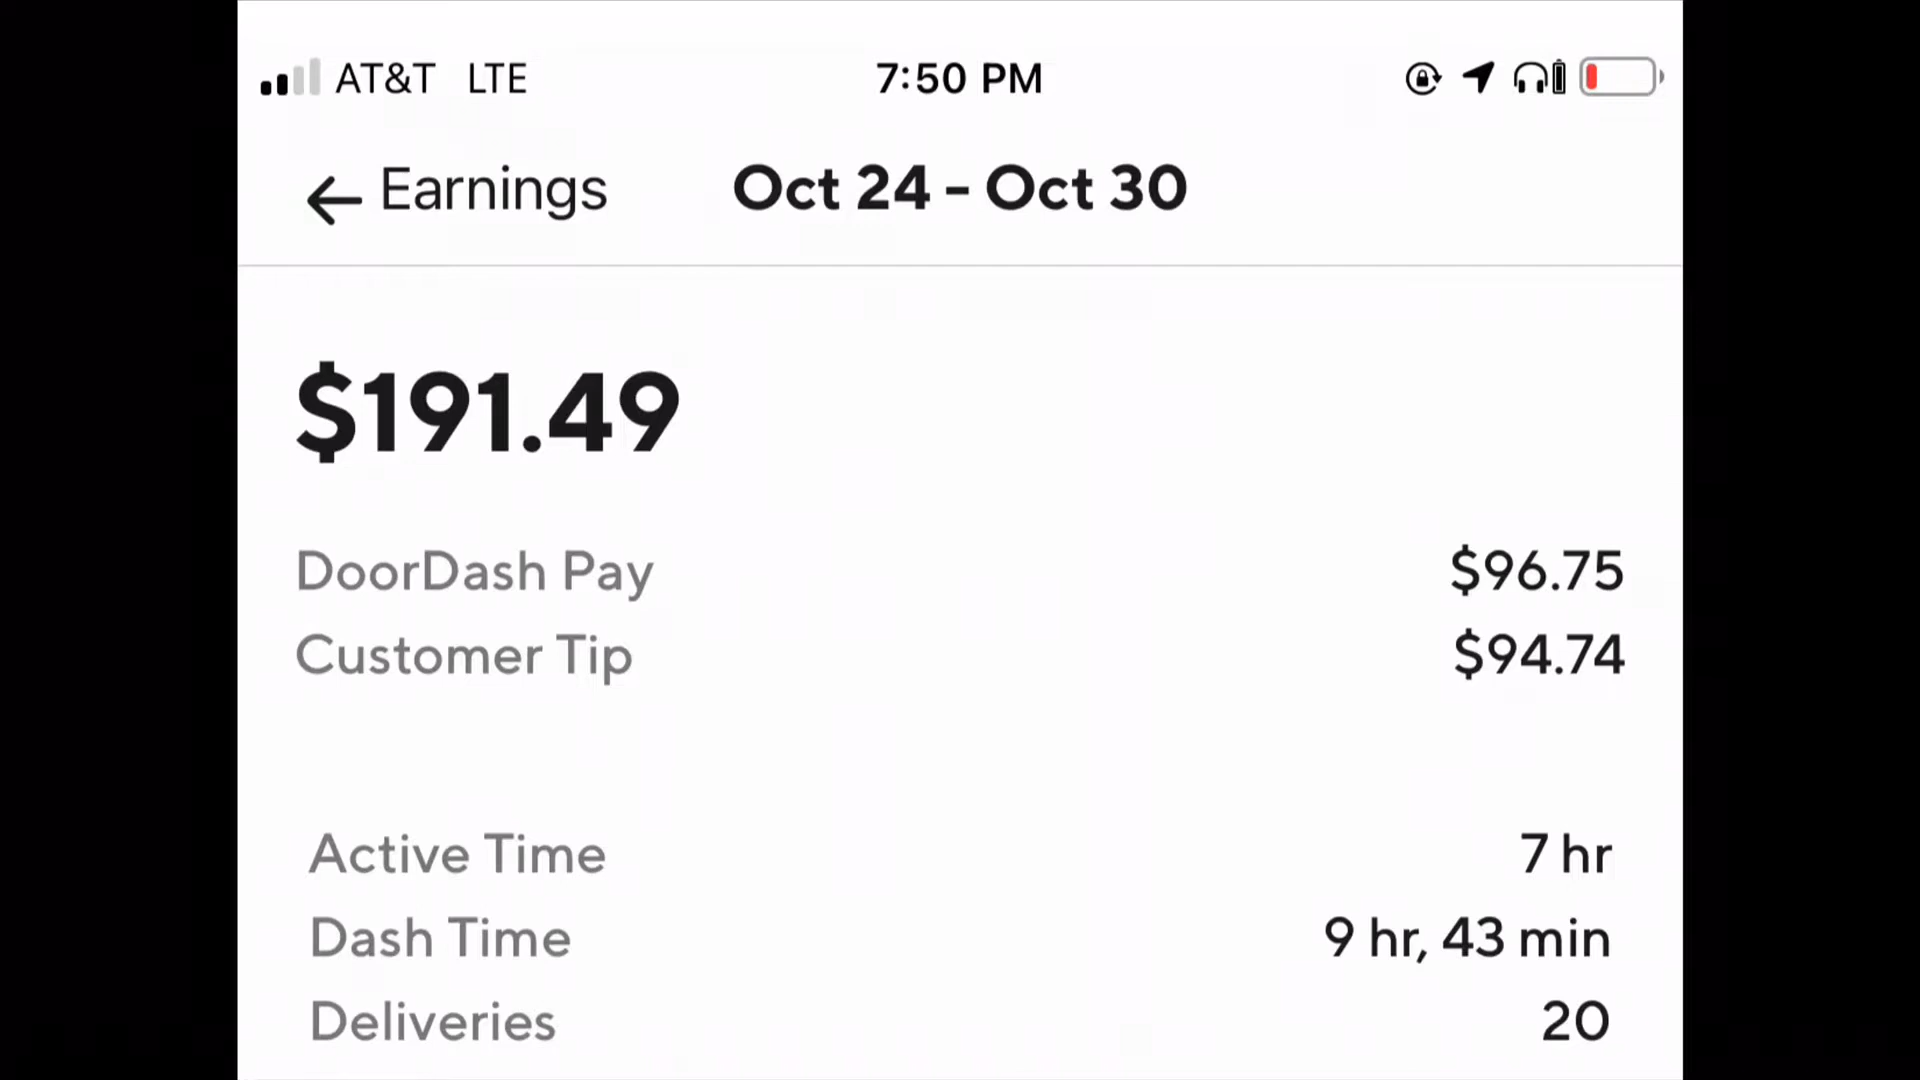 AT&T LTE 7:50 PM
Earnings Oct 24 - Oct 30
$191.49
DoorDash Pay $96.75
Customer Tip $94.74
Active Time 7 hr
Dash Time 9 hr, 43 min
Deliveries 20